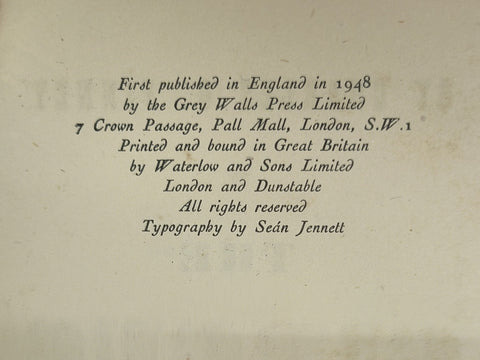 First published in England in 1948
by the Grey Walls Press Limited
7 Crown Passage, Pall Mall, London, S.W.1
Printed and bound in Great Britain
by Waterlow and Sons Limited
London and Dunstable
All rights reserved
Typography by Seán Jennett